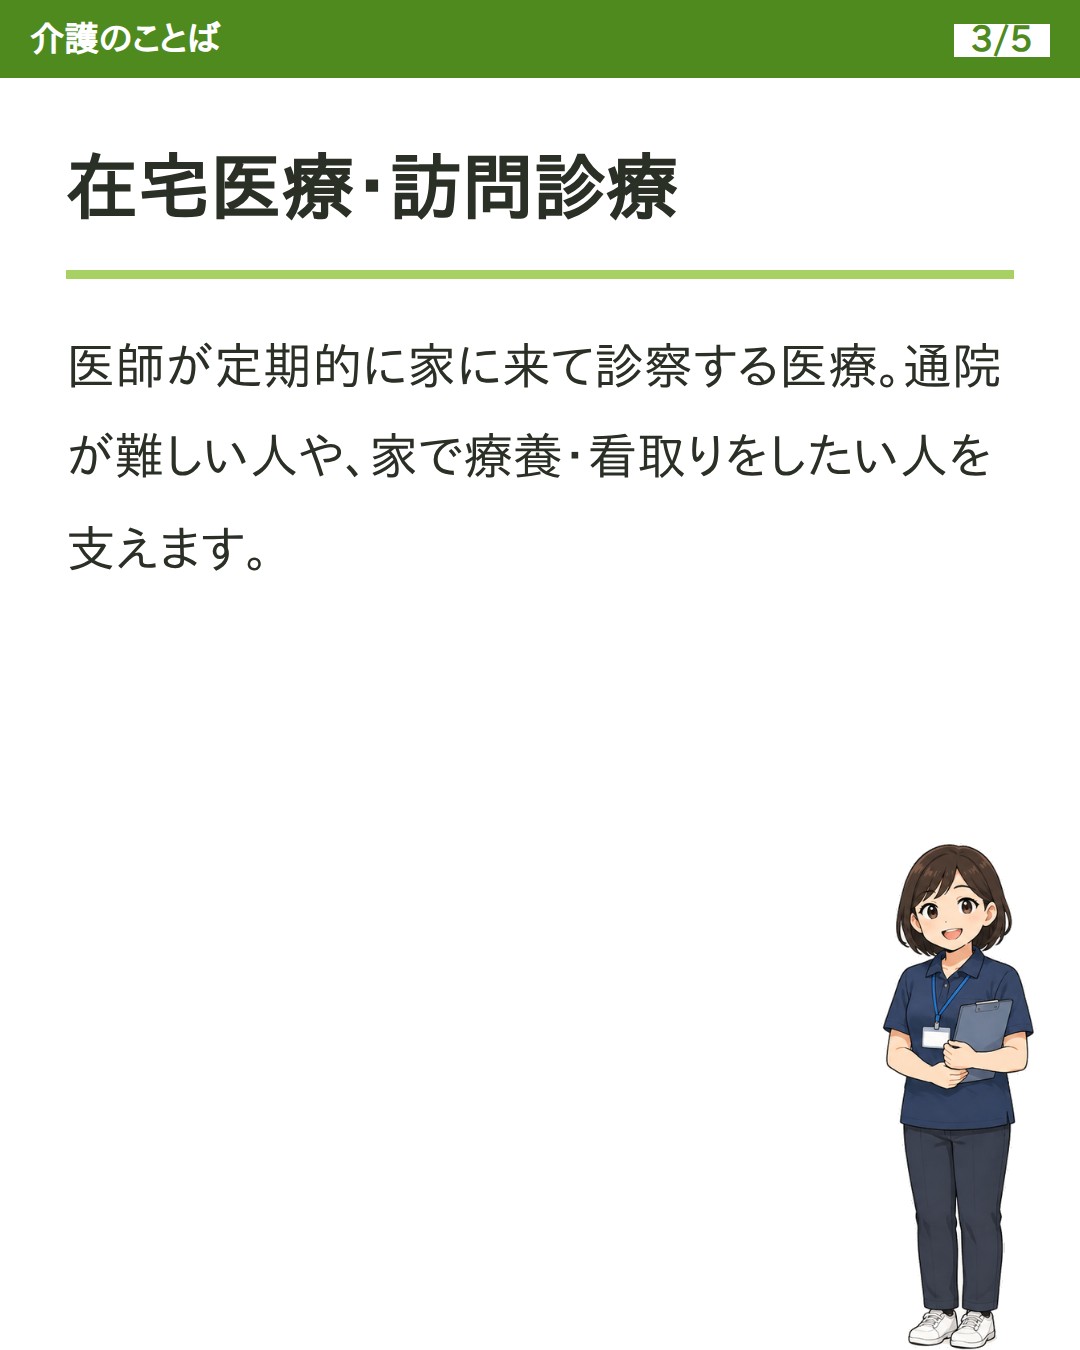 介護のことば
3/5
在宅医療･訪問診療
医師が定期的に家に来て診察する医療。通院
が難しい人や、家で療養･看取りをしたい人を
支えます。